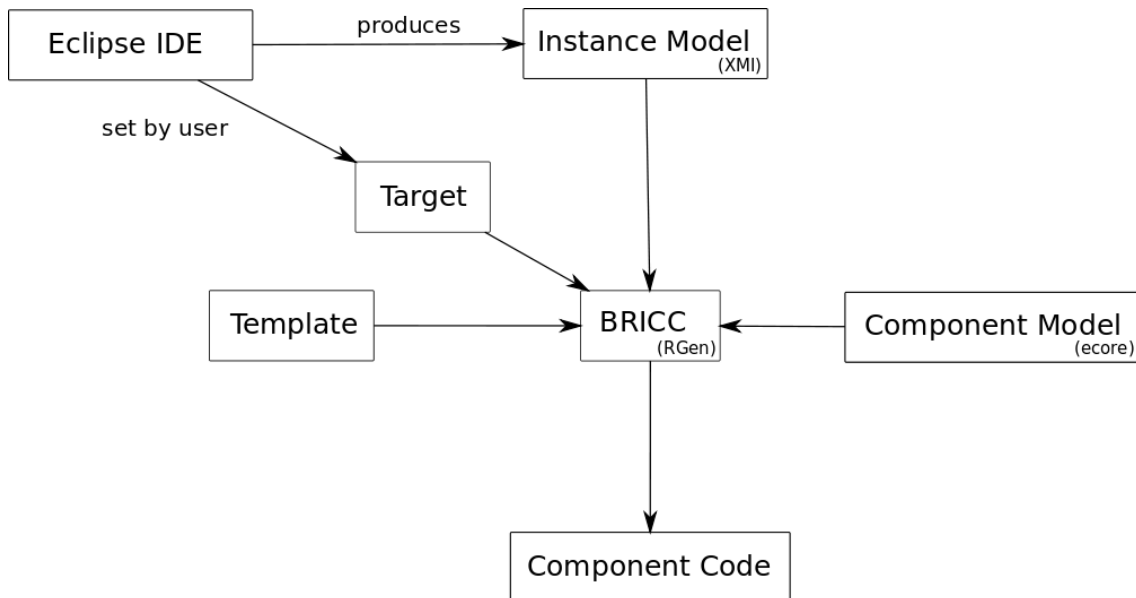 produces
Eclipse IDE
Instance Model
(XMI)
set by user
Target
Template
BRICC
(RGen)
Component Model
(ecore)
Component Code